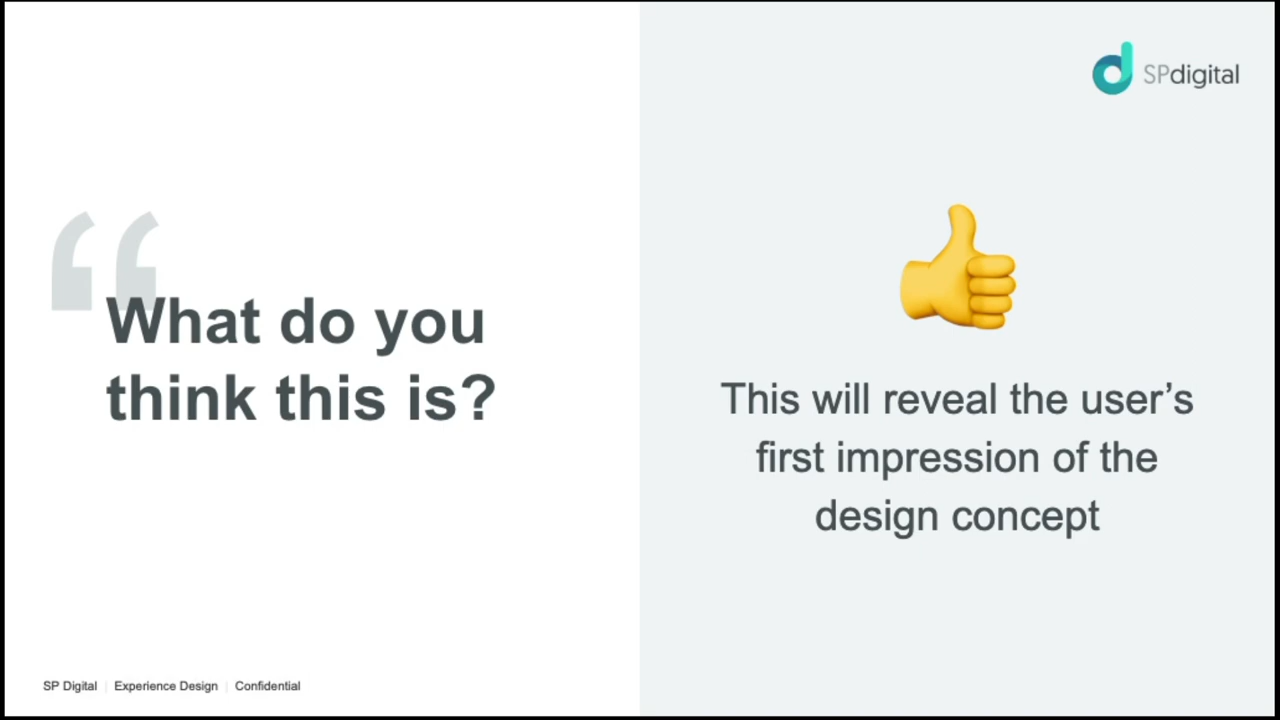 SPdigital
“
What do you
think this is?
This will reveal the user’s
first impression of the
design concept
SP Digital | Experience Design | Confidential